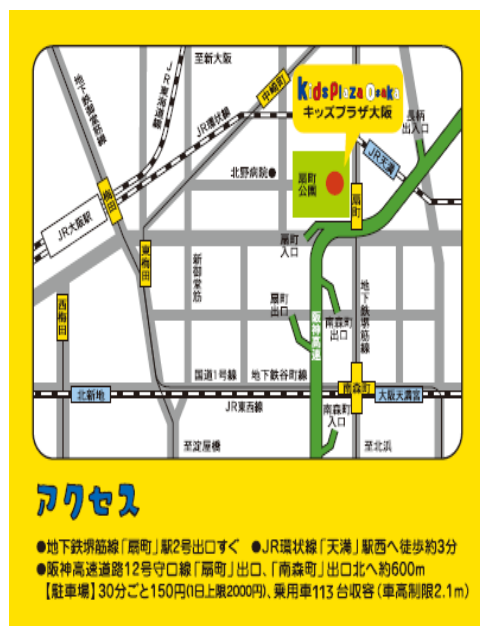 至新大阪
Kids Plaza Osaka
キッズプラザ大阪
地下鉄御堂筋線
JR東海道線
JR環状線
中崎町
長柄
出入口
JR天満
北野病院●
扇町
公園
扇町
梅田
JR大阪駅
東梅田
新御堂筋
扇町
入口
西梅田
扇町
出口
阪神高速
南森町
出口
地下鉄堺筋線
国道1号線
地下鉄谷町線
北新地
JR東西線
南森町
大阪天満宮
南森町
入口
至淀屋橋
至北浜
アクセス
●地下鉄堺筋線「扇町」駅2号出口すぐ ●JR環状線「天満」駅西へ徒歩約3分
●阪神高速道路12号守口線「扇町」出口、「南森町」出口北へ約600m
【駐車場】30分ごと150円(1日上限2000円)、乗用車113台収容(車高制限2.1m)